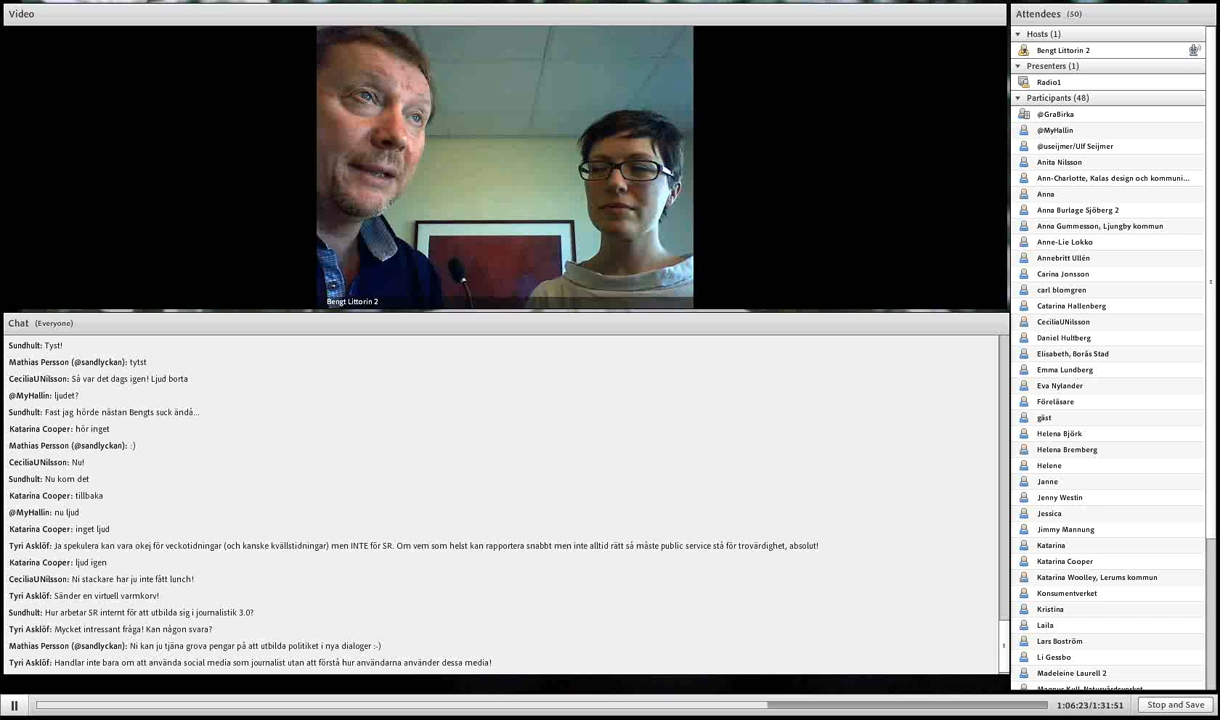 Video
Bengt Littorin 2
Chat (Everyone)
Sundhult: Tyst!
Mathias Persson (@sandlyckan): tytst
CeciliaUNilsson: Så var det dags igen! Ljud borta
@MyHallin: ljudet?
Sundhult: Fast jag hörde nästan Bengts suck ändå...
Katarina Cooper: hör inget
Mathias Persson (@sandlyckan): :)
CeciliaUNilsson: Nu!
Sundhult: Nu kom det
Katarina Cooper: tillbaka
@MyHallin: nu ljud
Katarina Cooper: inget ljud
Tyri Asklöf: Ja spekulera kan vara okej för veckotidningar (och kanske kvällstidningar) men INTE för SR. Om vem som helst kan rapportera snabbt men inte alltid rätt så måste public service stå för trovärdighet, absolut!
Katarina Cooper: ljud igen
CeciliaUNilsson: Ni stackare har ju inte fått lunch!
Tyri Asklöf: Sänder en virtuell varmkorv!
Sundhult: Hur arbetar SR internt för att utbilda sig i journalistik 3.0?
Tyri Asklöf: Mycket intressant fråga! Kan någon svara?
Mathias Persson (@sandlyckan): Ni kan ju tjäna grova pengar på att utbilda politiket i nya dialoger :-)
Tyri Asklöf: Handlar inte bara om att använda social media som journalist utan att förstå hur användarna använder dessa media!
Attendees (50)
Hosts (1)
Bengt Littorin 2
Presenters (1)
Radio1
Participants (48)
@GraBirka
@MyHallin
@useijmer/Ulf Seijmer
Anita Nilsson
Ann-Charlotte, Kalas design och kommuni...
Anna
Anna Burlage Sjöberg 2
Anna Gummesson, Ljungby kommun
Anne-Lie Lokko
Annebritt Ullén
Carina Jonsson
carl blomgren
Catarina Hallenberg
CeciliaUNilsson
Daniel Hultberg
Elisabeth, Borås Stad
Emma Lundberg
Eva Nylander
Föreläsare
gäst
Helena Björk
Helena Bremberg
Helene
Janne
Jenny Westin
Jessica
Jimmy Mannung
Katarina
Katarina Cooper
Katarina Woolley, Lerums kommun
Konsumentverket
Kristina
Laila
Lars Boström
Li Gessbo
Madeleine Laurell 2
Magnus Kull, Naturvårdsverket
1:06:23/1:31:51
Stop and Save